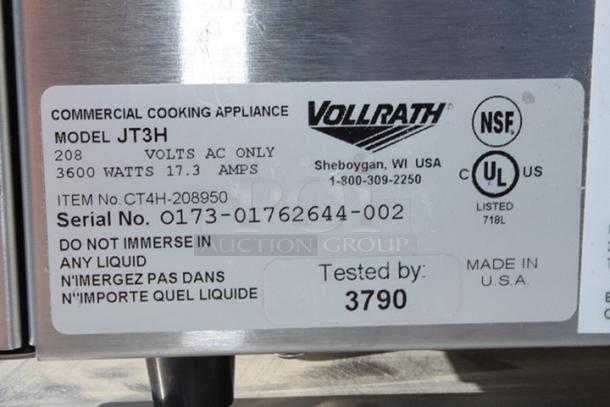 COMMERCIAL COOKING APPLIANCE
MODEL JT3H
208 VOLTS AC ONLY
3600 WATTS 17.3 AMPS
ITEM No. CT4H-208950
Serial No. O173-01762644-002
DO NOT IMMERSE IN
ANY LIQUID
N'IMERGEZ PAS DANS
N"IMPORTE QUEL LIQUIDE
VOLLRATH
Sheboygan, WI USA
1-800-309-2250
NSF
C UL US
LISTED
718L
Tested by:
3790
MADE IN
U.S.A.
PCI
AUCTION GROUP